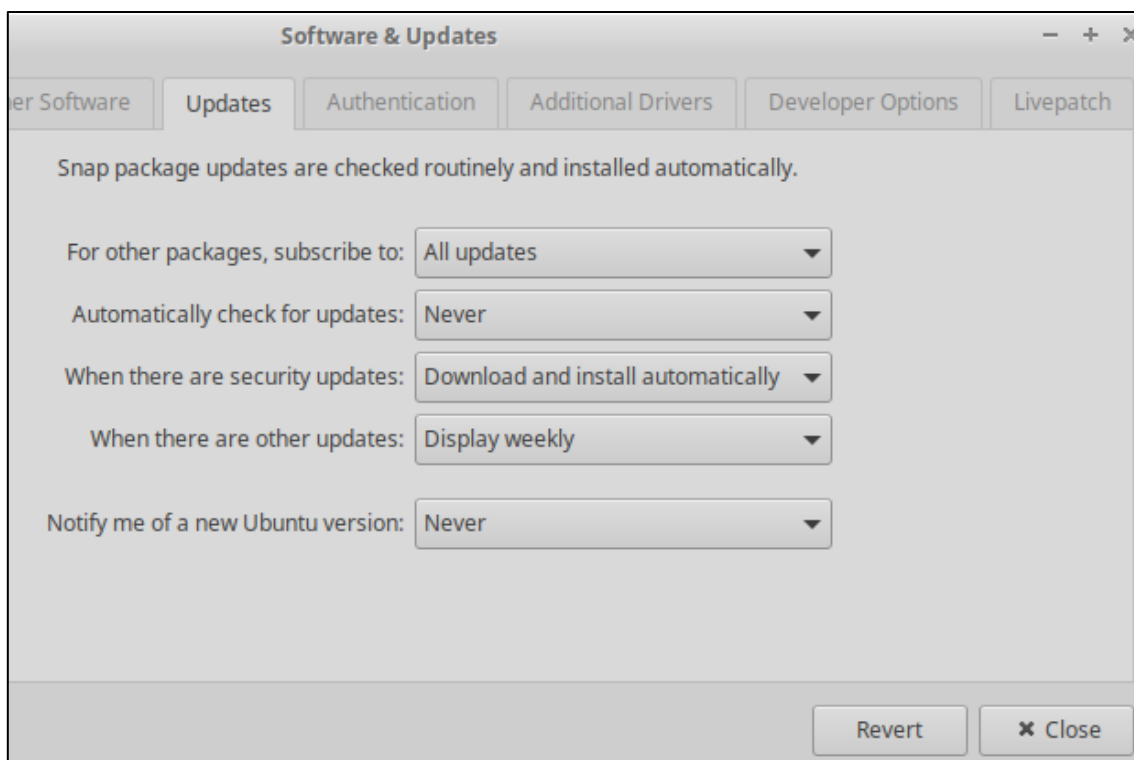 Software & Updates
er Software
Updates
Authentication
Additional Drivers
Developer Options
Livepatch
Snap package updates are checked routinely and installed automatically.
For other packages, subscribe to: All updates
Automatically check for updates: Never
When there are security updates: Download and install automatically
When there are other updates: Display weekly
Notify me of a new Ubuntu version: Never
Revert
Close